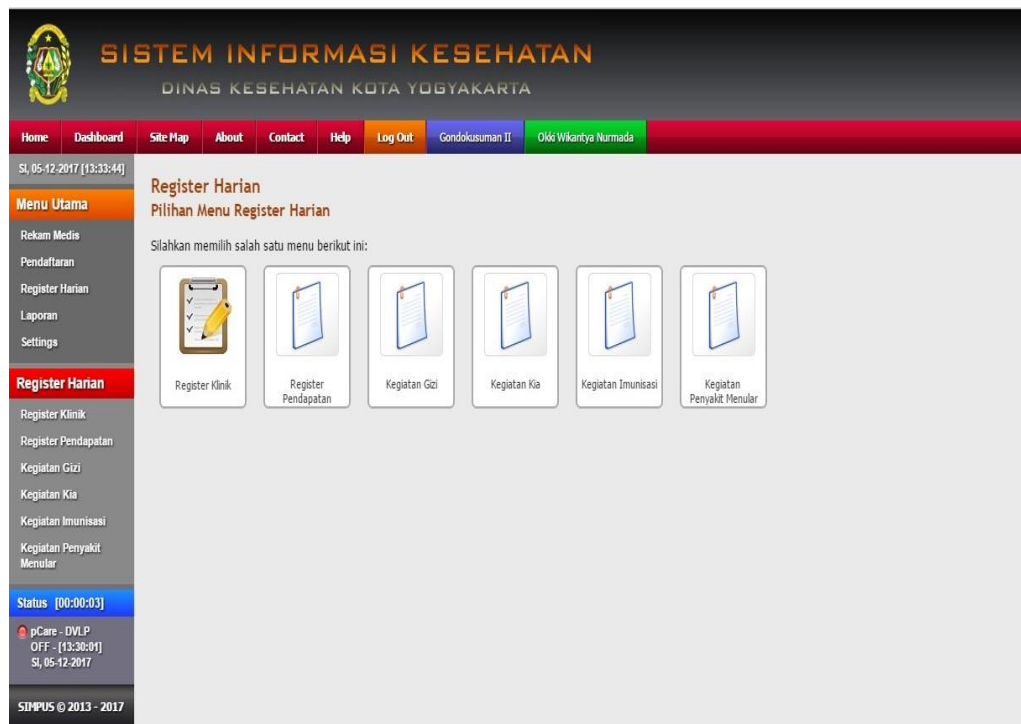 SISTEM INFORMASI KESEHATAN
DINAS KESEHATAN KOTA YOGYAKARTA
Home Dashboard Site Map About Contact Help Log Out Gondokusuman II Okki Wikantya Nurmada
Sl, 05-12-2017 [13:33:44]
Menu Utama
Rekam Medis
Pendaftaran
Register Harian
Laporan
Settings
Register Harian
Register Klinik
Register Pendapatan
Kegiatan Gizi
Kegiatan Kia
Kegiatan Imunisasi
Kegiatan Penyakit
Menular
Status [00:00:03]
pCare - DVLP
OFF - [13:30:01]
Sl, 05-12-2017
SIMPUS © 2013 - 2017
Register Harian
Pilihan Menu Register Harian
Silahkan memilih salah satu menu berikut ini:
Register Klinik
Register
Pendapatan
Kegiatan Gizi
Kegiatan Kia
Kegiatan Imunisasi
Kegiatan
Penyakit Menular